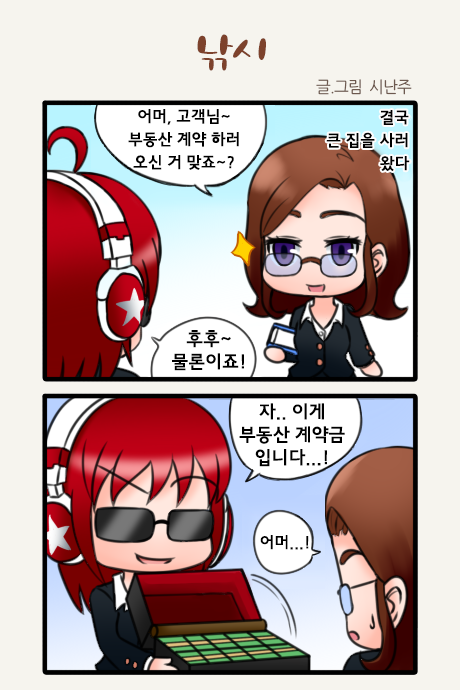 낚시
글.그림 시난주
어머, 고객님~
부동산 계약 하러
오신 거 맞죠~?
결국
큰 집을 사러
왔다
후후~
물론이죠!
자.. 이게
부동산 계약금
입니다...!
어머...!